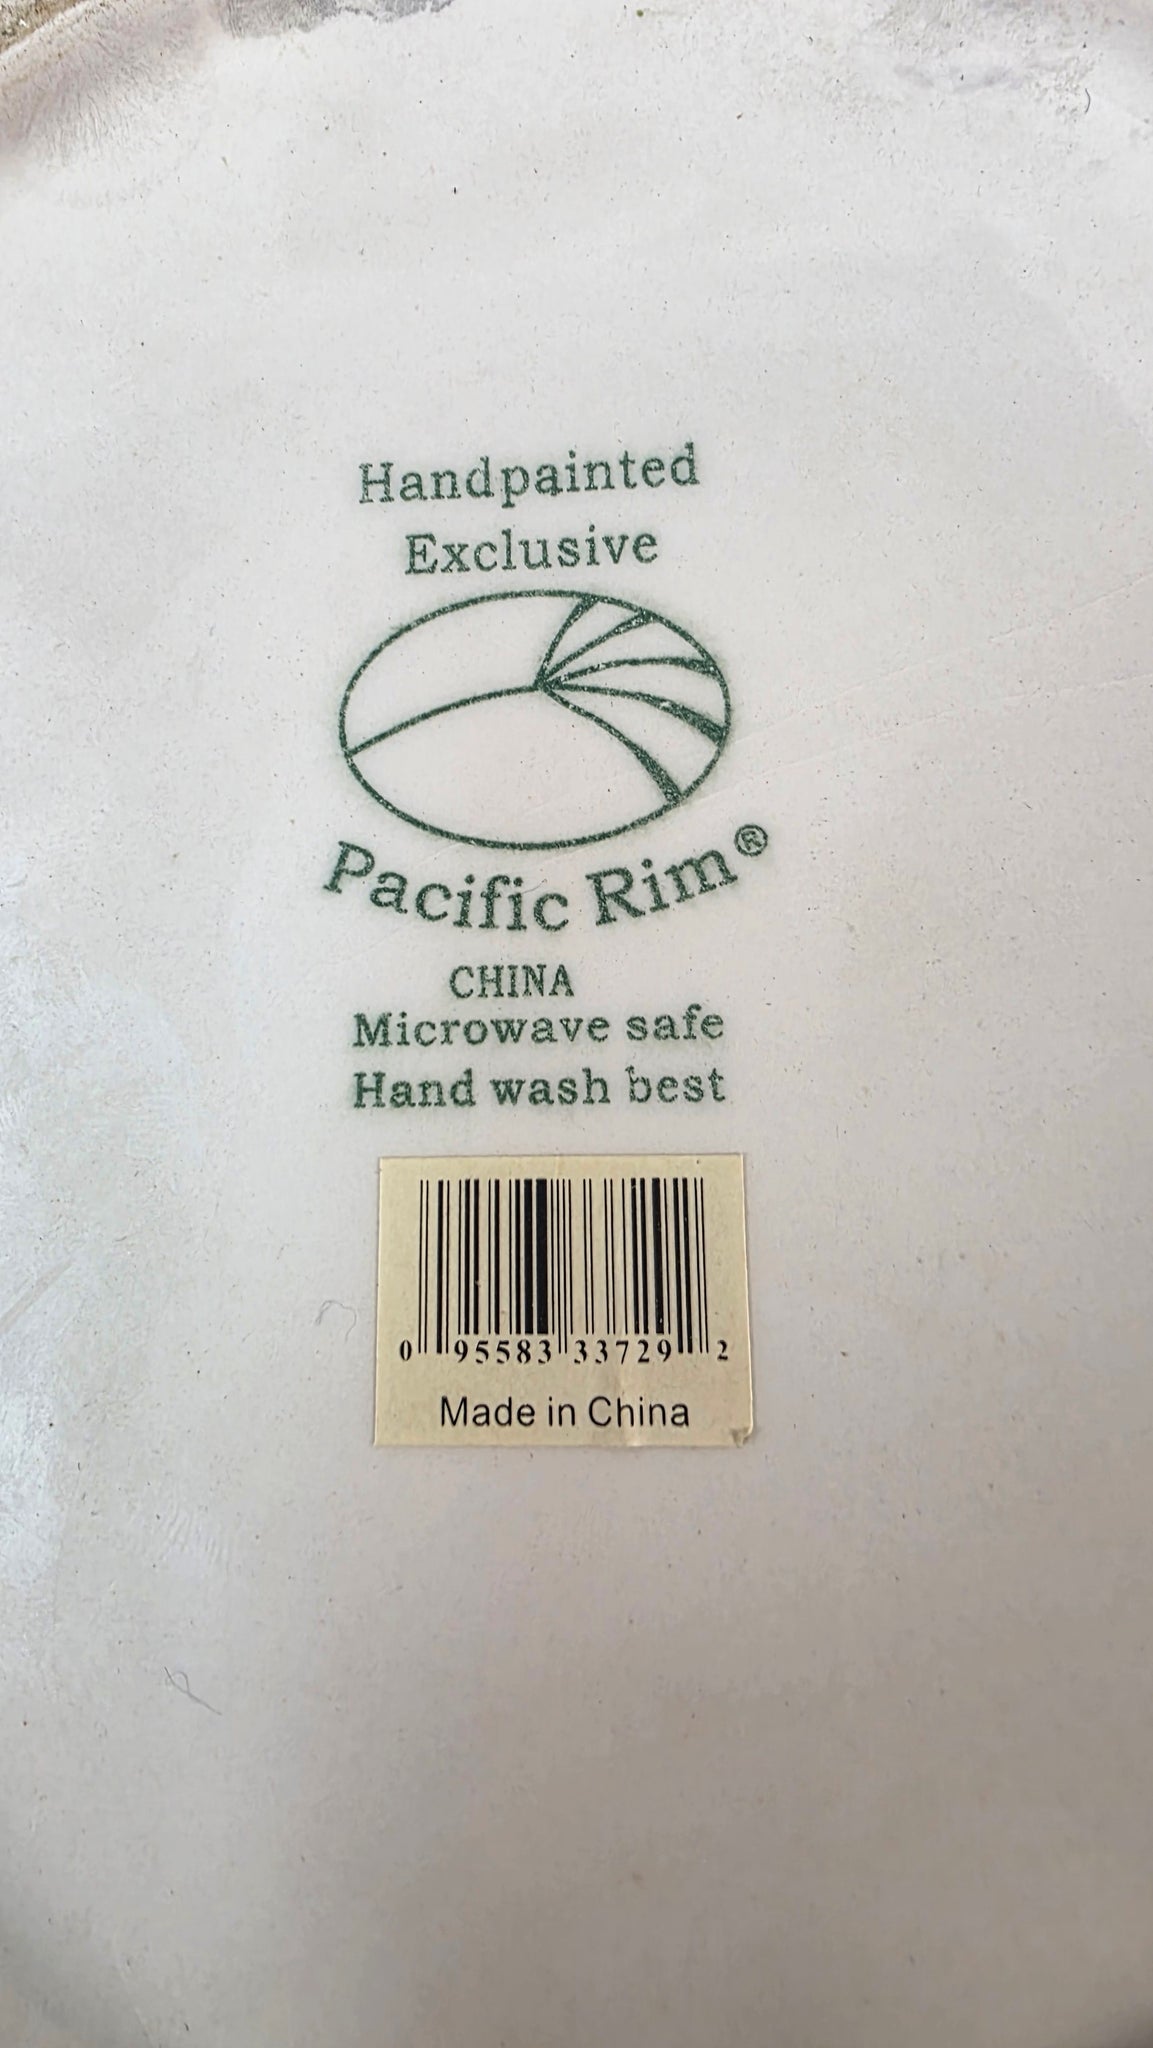 Handpainted
Exclusive
Pacific Rim®
CHINA
Microwave safe
Hand wash best
0 95583 33729 2
Made in China